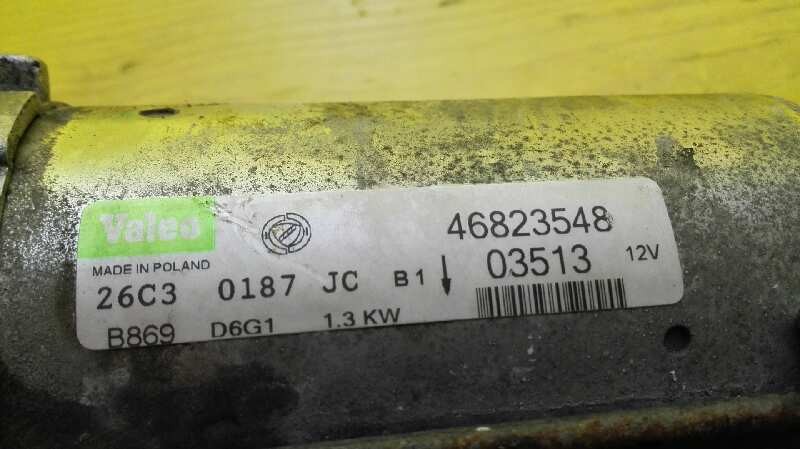 Valeo
46823548
MADE IN POLAND
03513 12V
26C3 0187 JC B1
B869 D6G1 1.3 KW